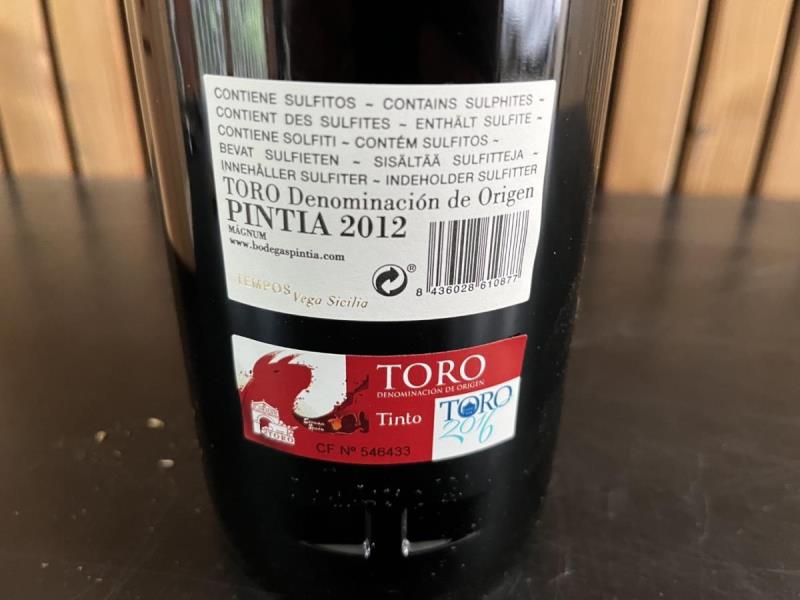 CONTIENE SULFITOS ~ CONTAINS SULPHITES ~
CONTIENT DES SULFITES ~ ENTHÄLT SULFITE ~
CONTIENE SOLFITI ~ CONTÉM SULFITOS ~
BEVAT SULFIETEN ~ SISÄLTÄÄ SULFITTEJA ~
INNEHÅLLER SULFITER ~ INDEHOLDER SULFITTER
TORO Denominación de Origen
PINTIA 2012
MÁGNUM
www.bodegaspintia.com
®
8 436028 610877
TEMPOS Vega Sicilia
TORO
DENOMINACIÓN DE ORIGEN
Tinto
TORO
2016
TORO
CF Nº 546433